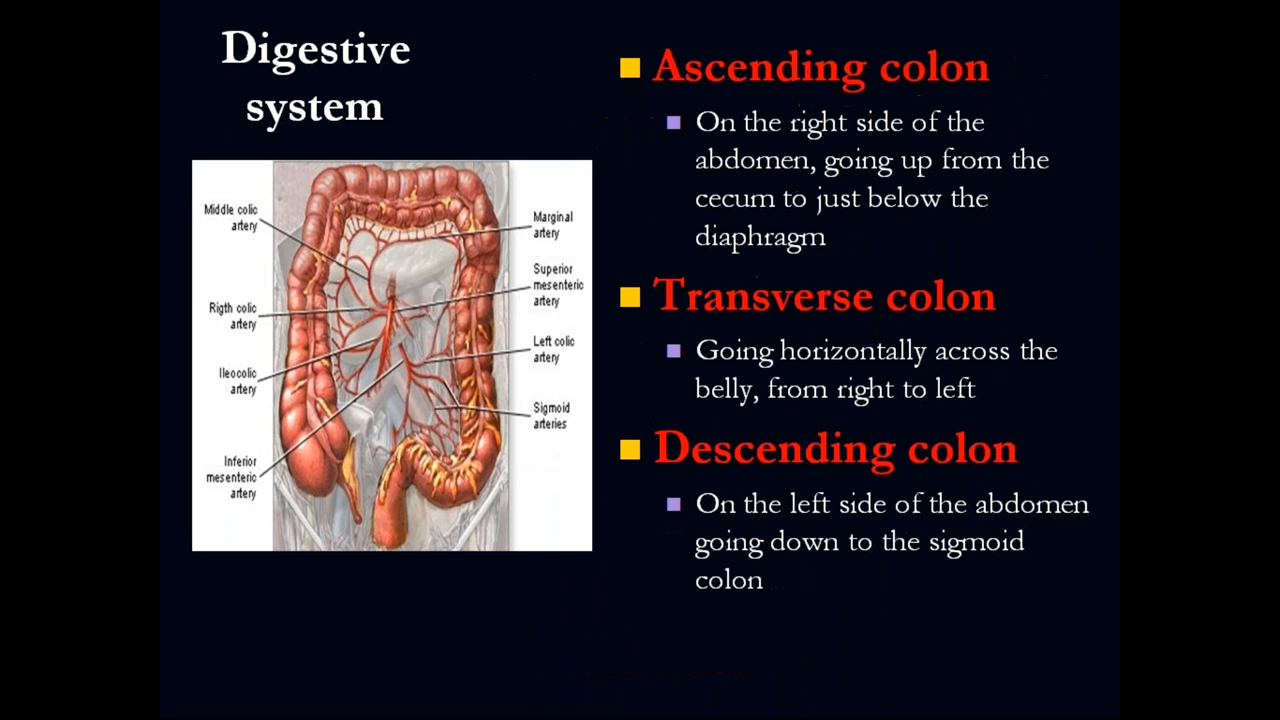 Digestive
system
Middle colic
artery
Rigth colic
artery
Ileocolic
artery
Inferior
mesenteric
artery
Marginal
artery
Superior
mesenteric
artery
Left colic
artery
Sigmoid
arteries
Ascending colon
On the right side of the
abdomen, going up from the
cecum to just below the
diaphragm
Transverse colon
Going horizontally across the
belly, from right to left
Descending colon
On the left side of the abdomen
going down to the sigmoid
colon